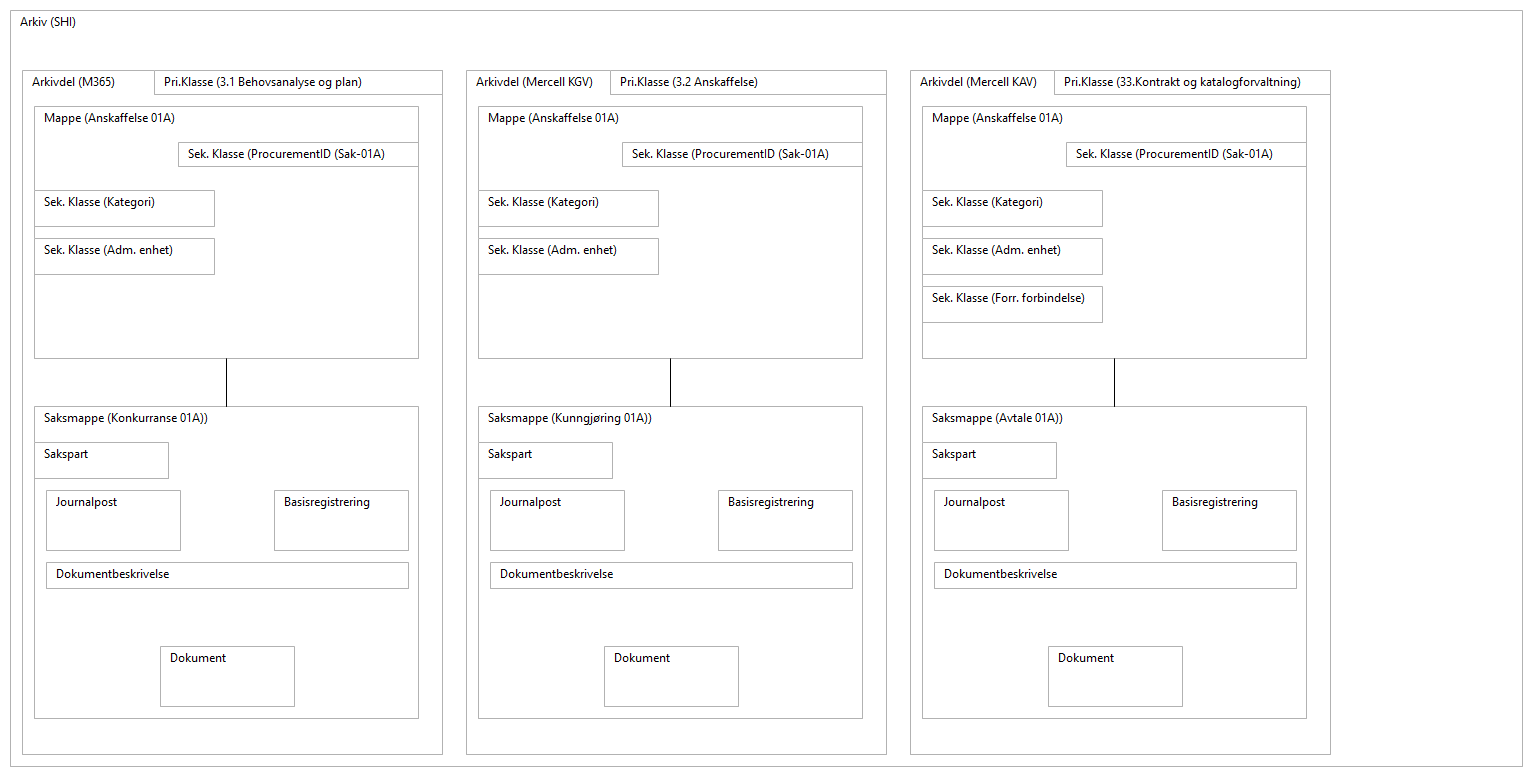 Arkiv (SHI)
Arkivdel (M365)
Pri.Klasse (3.1 Behovsanalyse og plan)
Mappe (Anskaffelse 01A)
Sek. Klasse (ProcurementID (Sak-01A)
Sek. Klasse (Kategori)
Sek. Klasse (Adm. enhet)
Saksmappe (Konkurranse 01A))
Sakspart
Journalpost
Basisregistrering
Dokumentbeskrivelse
Dokument
Arkivdel (Mercell KGV)
Pri.Klasse (3.2 Anskaffelse)
Mappe (Anskaffelse 01A)
Sek. Klasse (ProcurementID (Sak-01A)
Sek. Klasse (Kategori)
Sek. Klasse (Adm. enhet)
Saksmappe (Kunngjøring 01A))
Sakspart
Journalpost
Basisregistrering
Dokumentbeskrivelse
Dokument
Arkivdel (Mercell KAV)
Pri.Klasse (33.Kontrakt og katalogforvaltning)
Mappe (Anskaffelse 01A)
Sek. Klasse (ProcurementID (Sak-01A)
Sek. Klasse (Kategori)
Sek. Klasse (Adm. enhet)
Sek. Klasse (Forr. forbindelse)
Saksmappe (Avtale 01A))
Sakspart
Journalpost
Basisregistrering
Dokumentbeskrivelse
Dokument